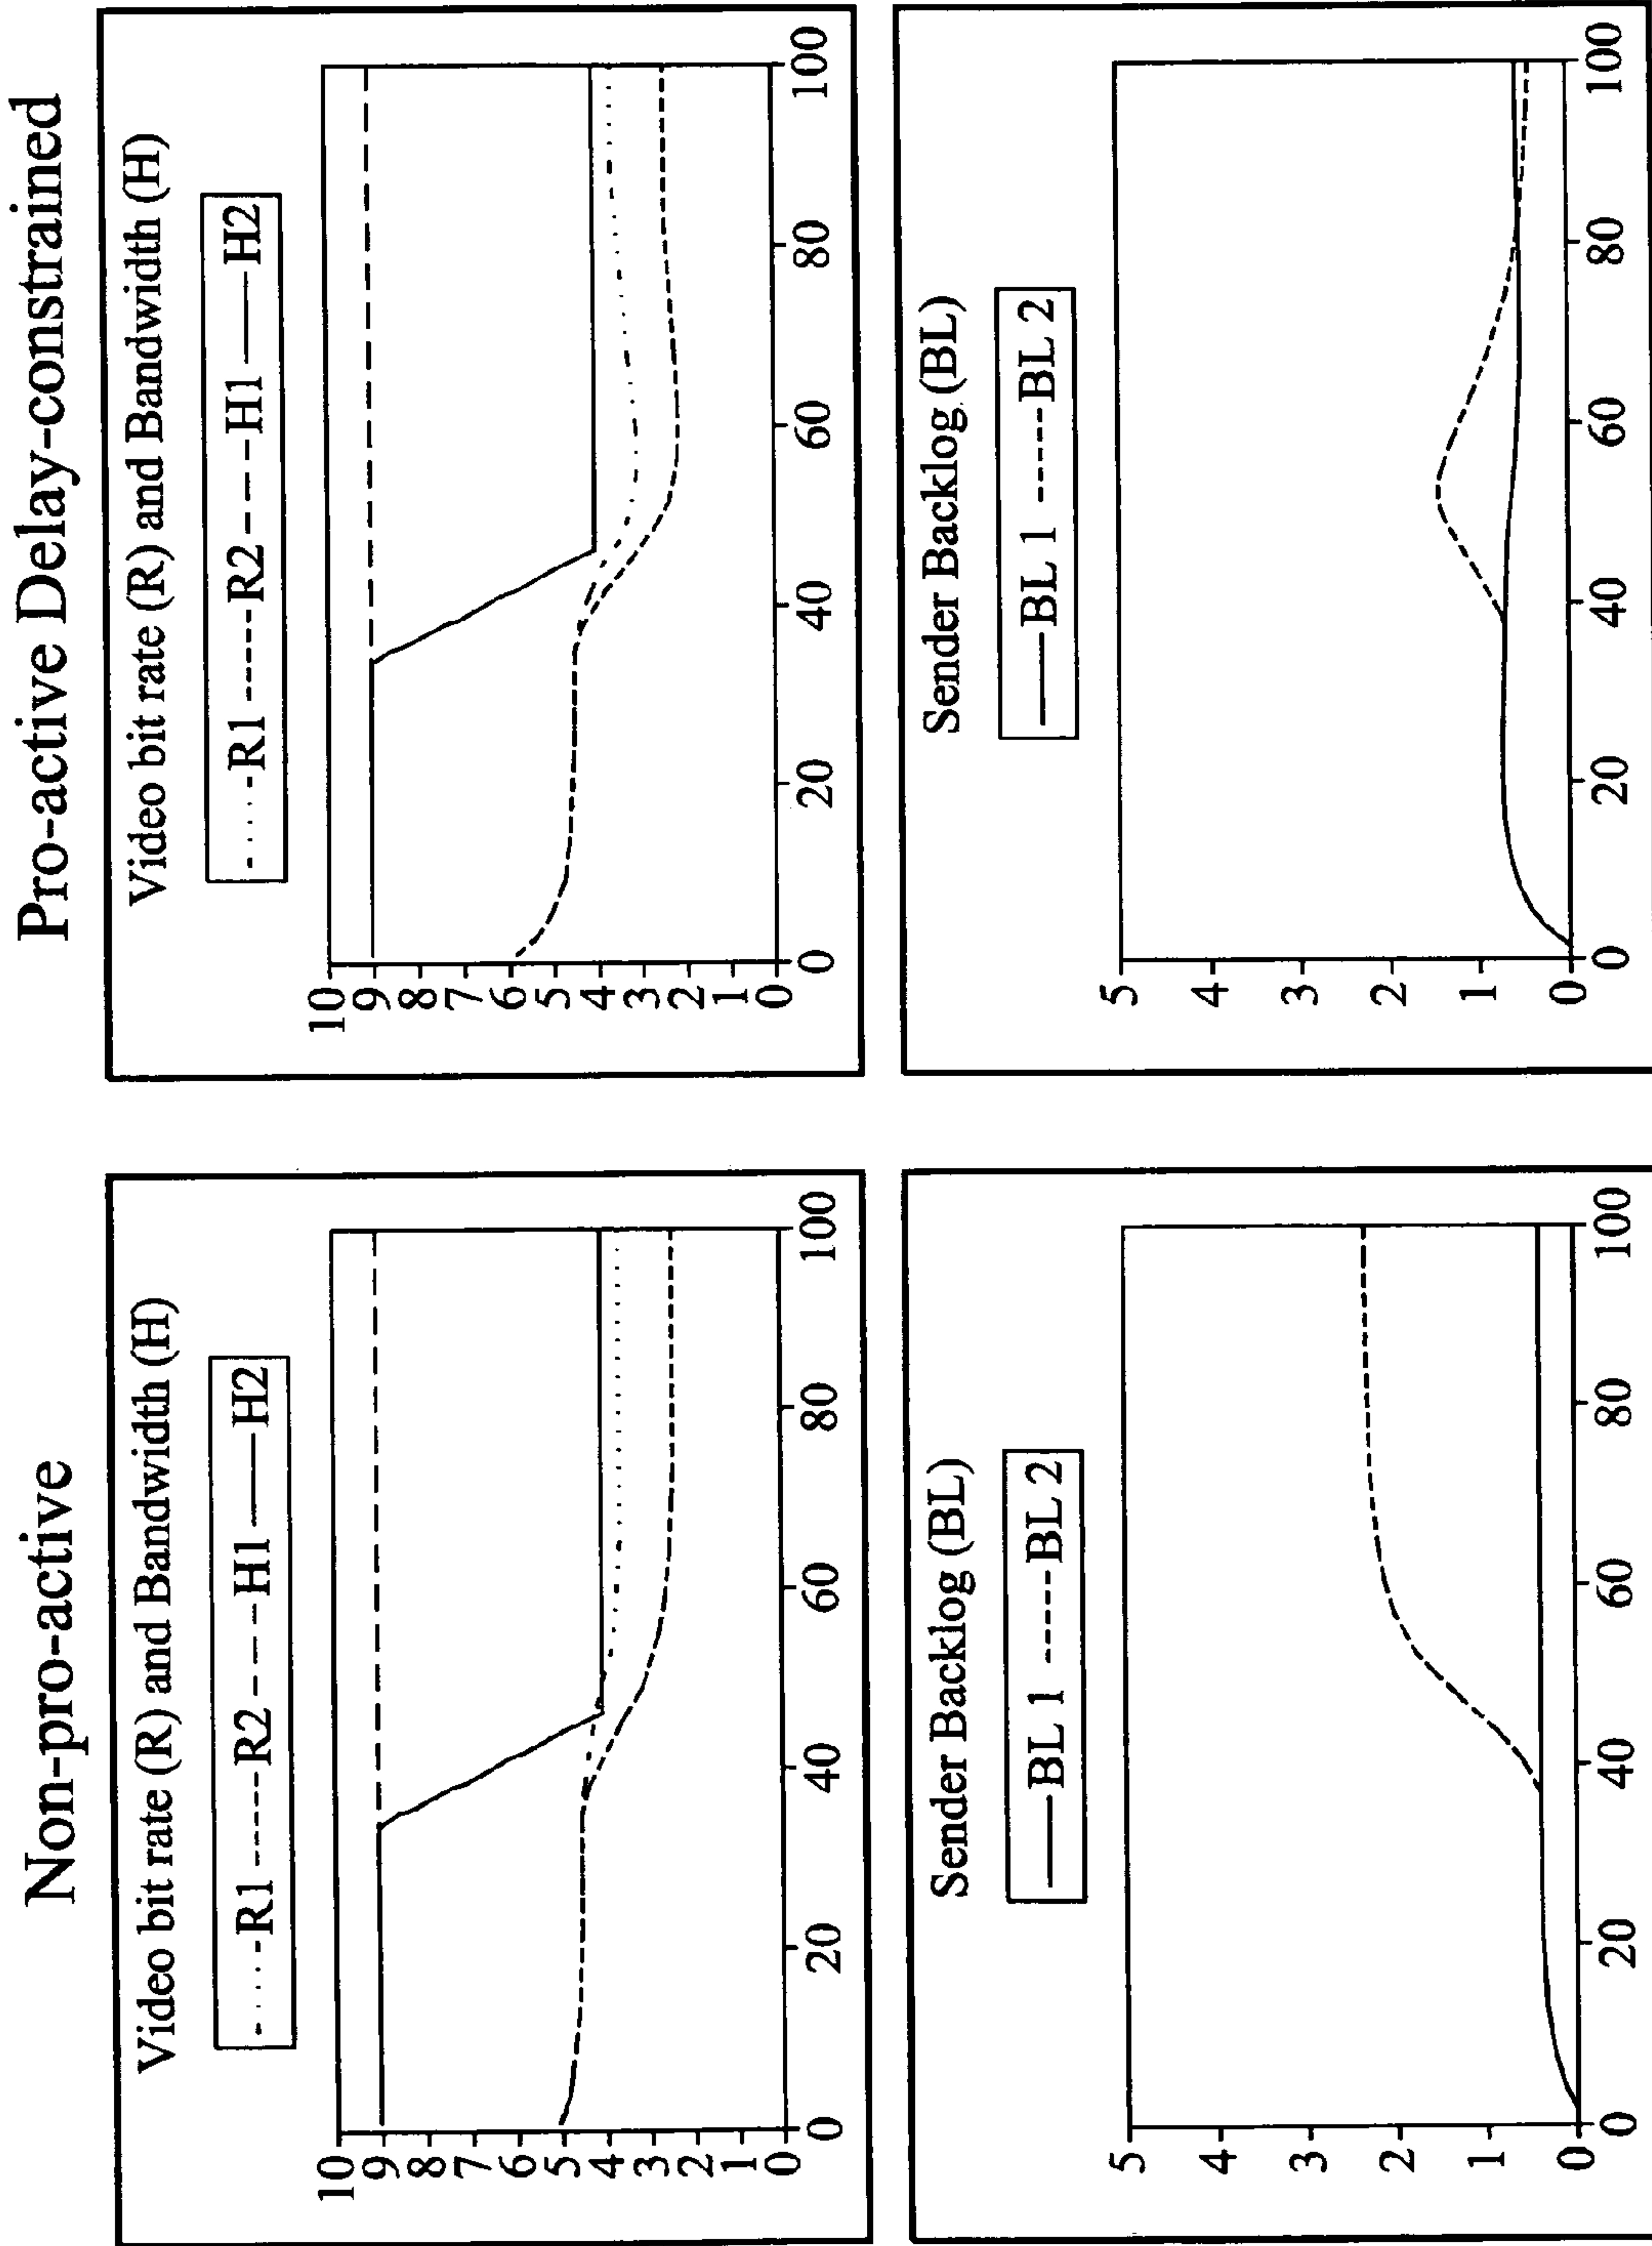 Non-pro-active
Video bit rate (R) and Bandwidth (H)
R1 R2 H1 H2
10
9
8
7
6
5
4
3
2
1
0
0 20 40 60 80 100
Sender Backlog (BL)
BL 1 BL 2
5
4
3
2
1
0
0 20 40 60 80 100
Pro-active Delay-constrained
Video bit rate (R) and Bandwidth (H)
R1 R2 H1 H2
10
9
8
7
6
5
4
3
2
1
0
0 20 40 60 80 100
Sender Backlog (BL)
BL 1 BL 2
5
4
3
2
1
0
0 20 40 60 80 100